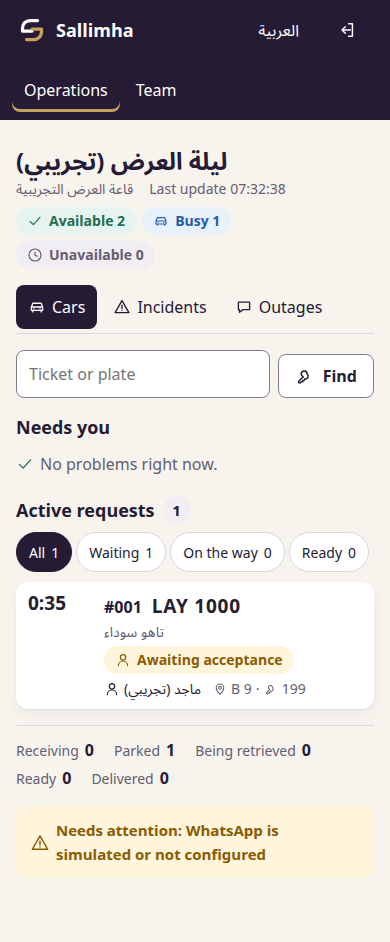 Sallimha
العربية
Operations
Team
ليلة العرض (تجريبي)
قاعة العرض التجريبية Last update 07:32:38
Available 2
Busy 1
Unavailable 0
Cars
Incidents
Outages
Ticket or plate
Find
Needs you
No problems right now.
Active requests 1
All 1
Waiting 1
On the way 0
Ready 0
0:35
#001 LAY 1000
تاهو سوداء
Awaiting acceptance
ماجد (تجريبي) B 9 · 199
Receiving 0 Parked 1 Being retrieved 0
Ready 0 Delivered 0
Needs attention: WhatsApp is
simulated or not configured